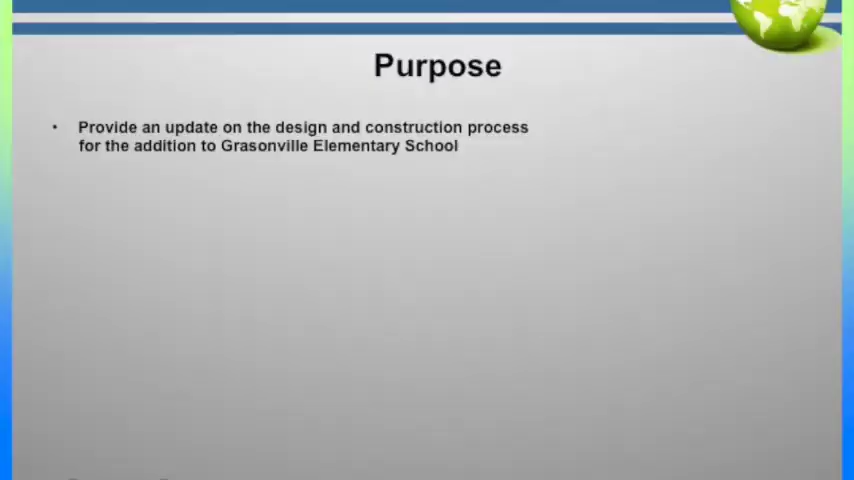 Purpose
• Provide an update on the design and construction process
for the addition to Grasonville Elementary School